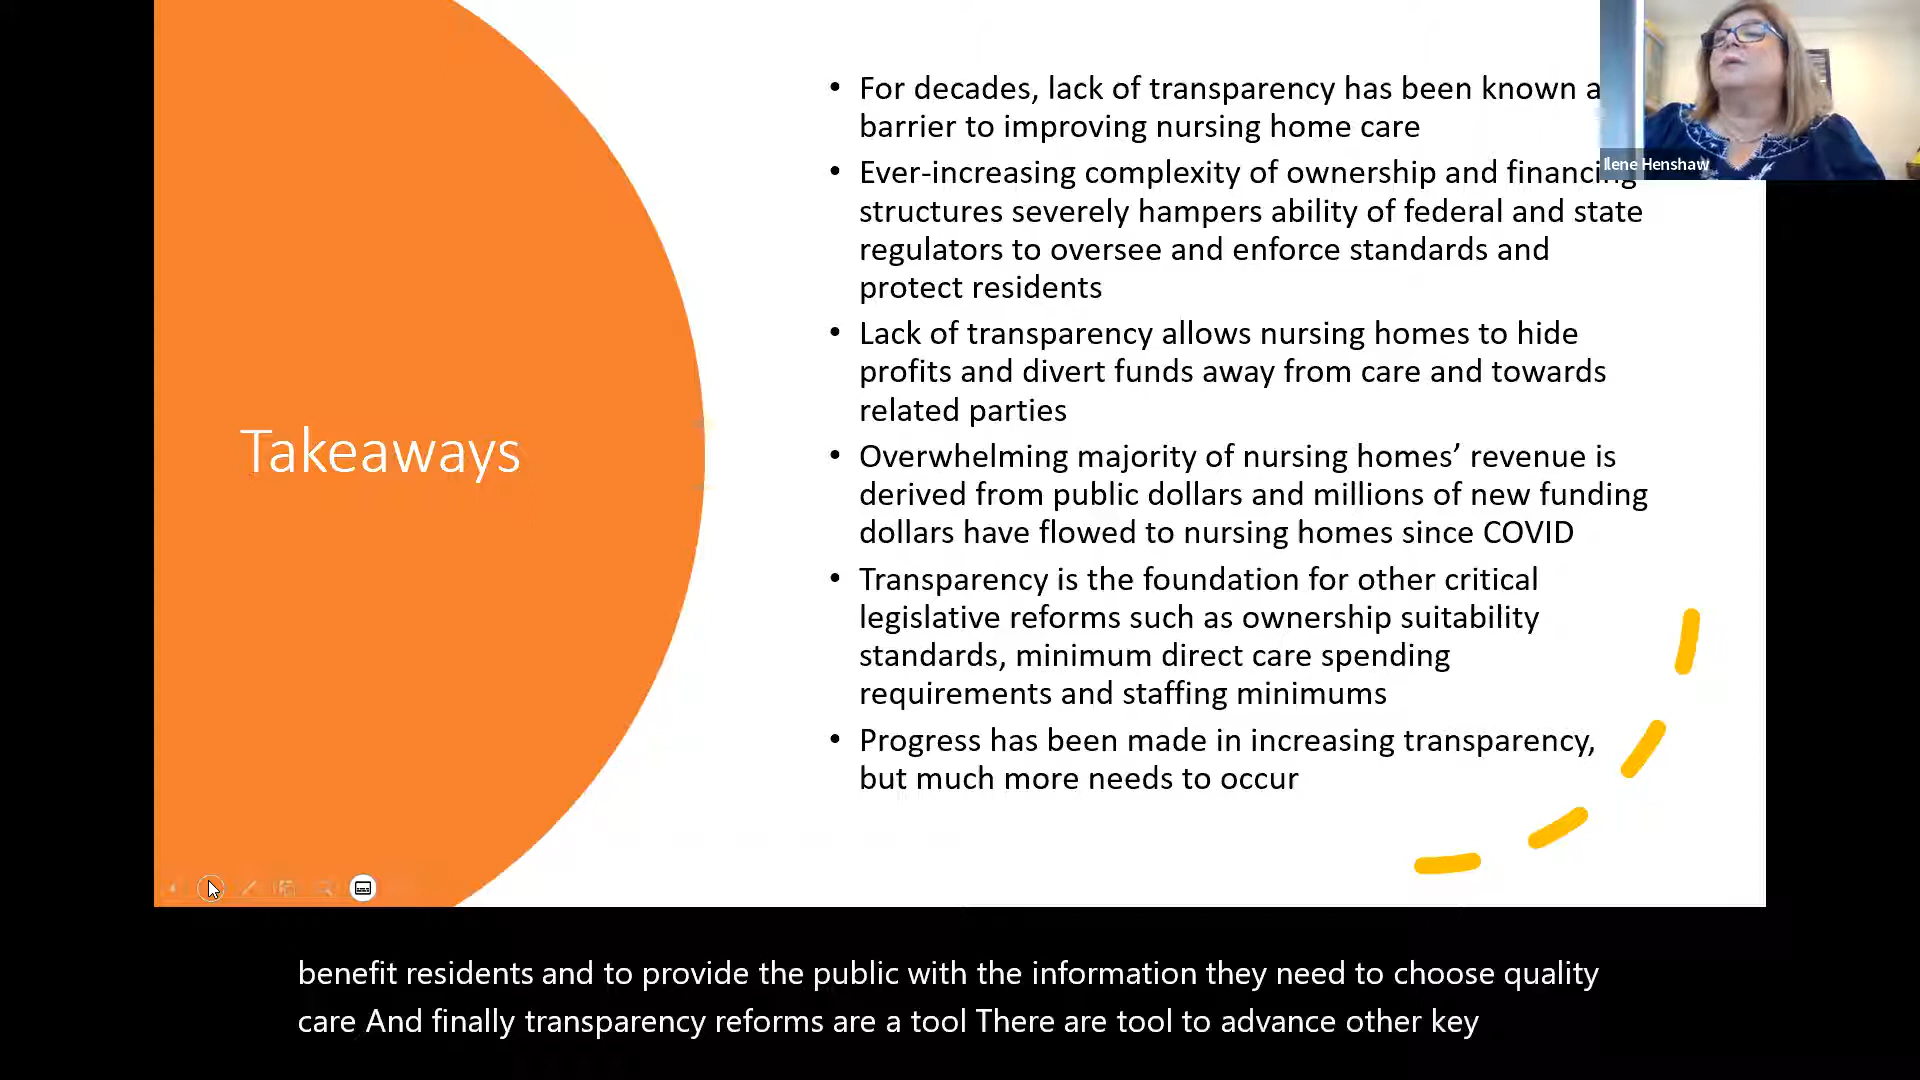 Takeaways
• For decades, lack of transparency has been known a
barrier to improving nursing home care
• Ever-increasing complexity of ownership and financing
structures severely hampers ability of federal and state
regulators to oversee and enforce standards and
protect residents
• Lack of transparency allows nursing homes to hide
profits and divert funds away from care and towards
related parties
• Overwhelming majority of nursing homes’ revenue is
derived from public dollars and millions of new funding
dollars have flowed to nursing homes since COVID
• Transparency is the foundation for other critical
legislative reforms such as ownership suitability
standards, minimum direct care spending
requirements and staffing minimums
• Progress has been made in increasing transparency,
but much more needs to occur
Ilene Henshaw
benefit residents and to provide the public with the information they need to choose quality
care And finally transparency reforms are a tool There are tool to advance other key